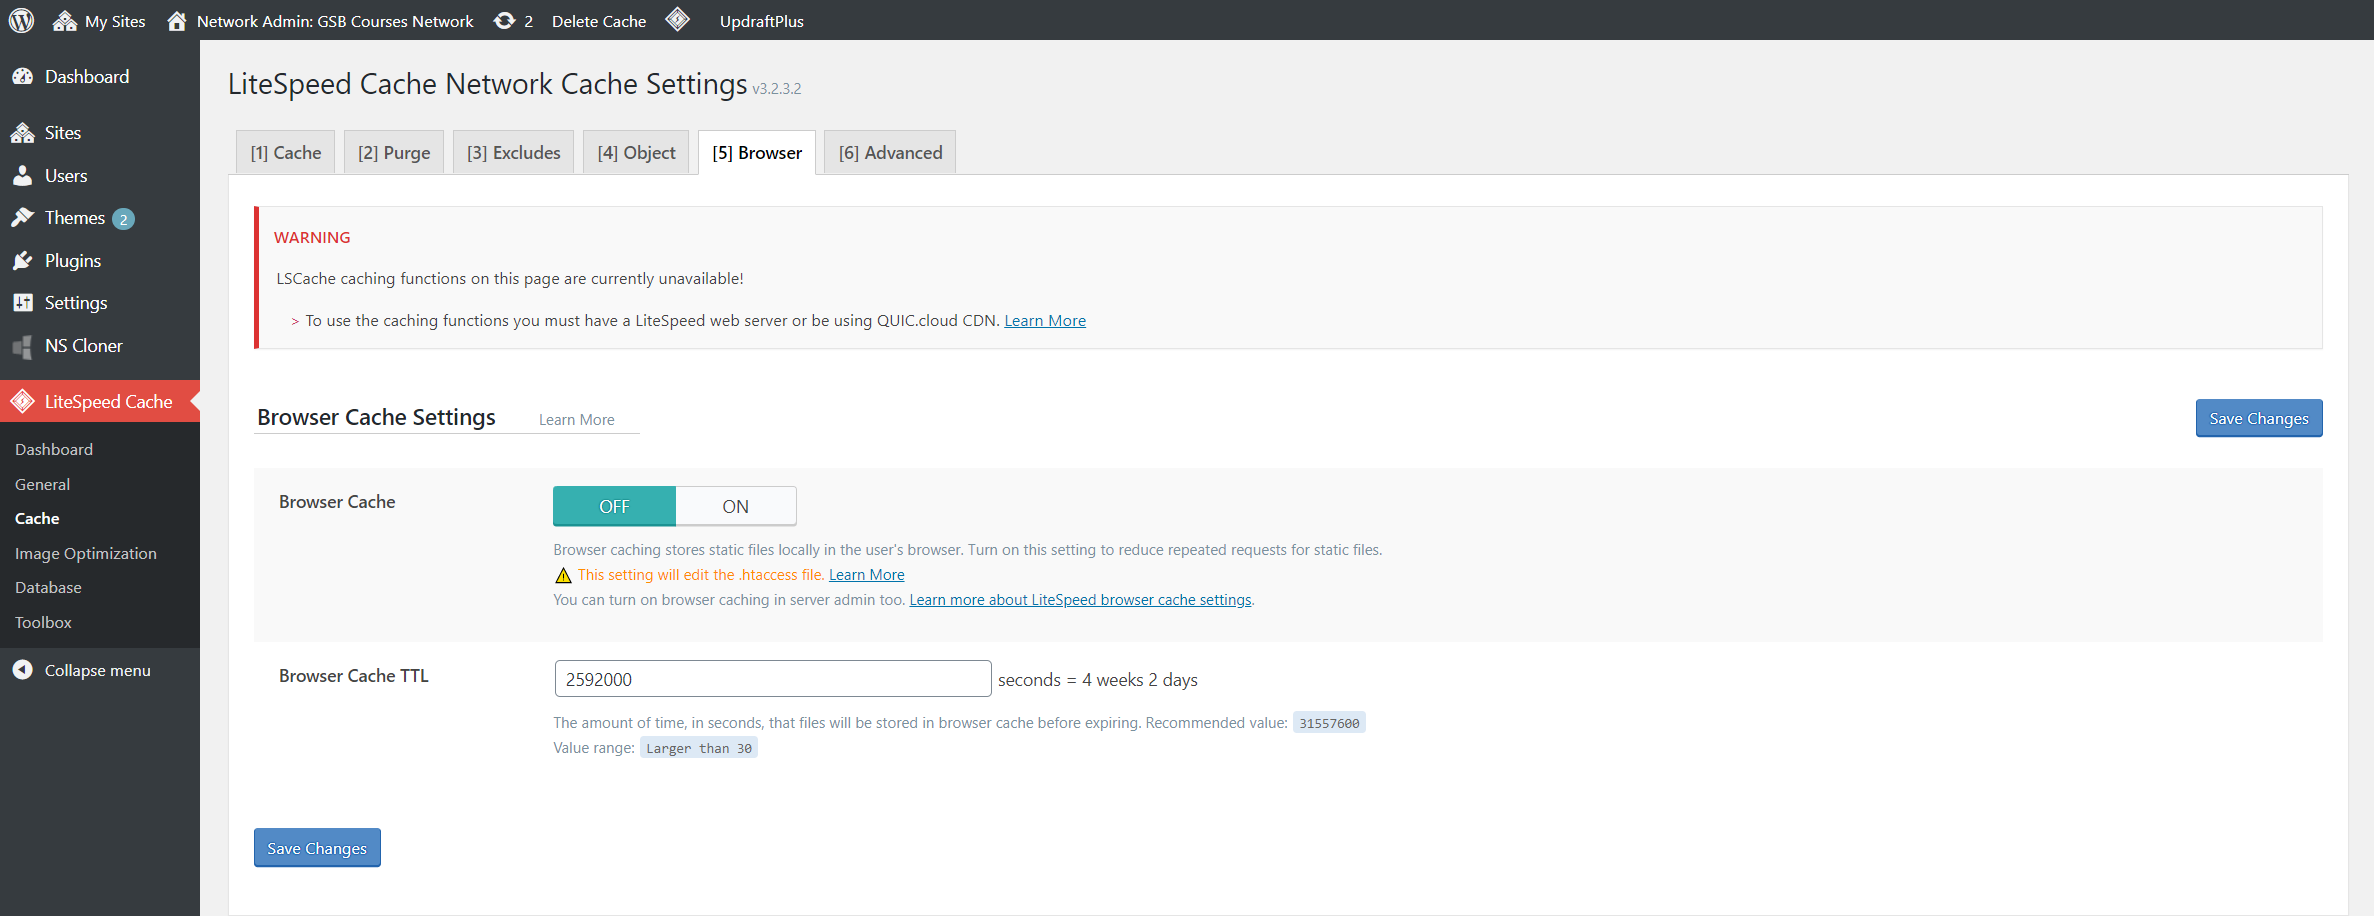 My Sites Network Admin: GSB Courses Network 2 Delete Cache UpdraftPlus
Dashboard
Sites
Users
Themes 2
Plugins
Settings
NS Cloner
LiteSpeed Cache
Dashboard
General
Cache
Image Optimization
Database
Toolbox
Collapse menu
LiteSpeed Cache Network Cache Settings v3.2.3.2
[1] Cache [2] Purge [3] Excludes [4] Object [5] Browser [6] Advanced
WARNING
LSCache caching functions on this page are currently unavailable!
> To use the caching functions you must have a LiteSpeed web server or be using QUIC.cloud CDN. Learn More
Browser Cache Settings Learn More Save Changes
Browser Cache OFF ON
Browser caching stores static files locally in the user's browser. Turn on this setting to reduce repeated requests for static files.
This setting will edit the .htaccess file. Learn More
You can turn on browser caching in server admin too. Learn more about LiteSpeed browser cache settings.
Browser Cache TTL 2592000 seconds = 4 weeks 2 days
The amount of time, in seconds, that files will be stored in browser cache before expiring. Recommended value: 31557600
Value range: Larger than 30
Save Changes